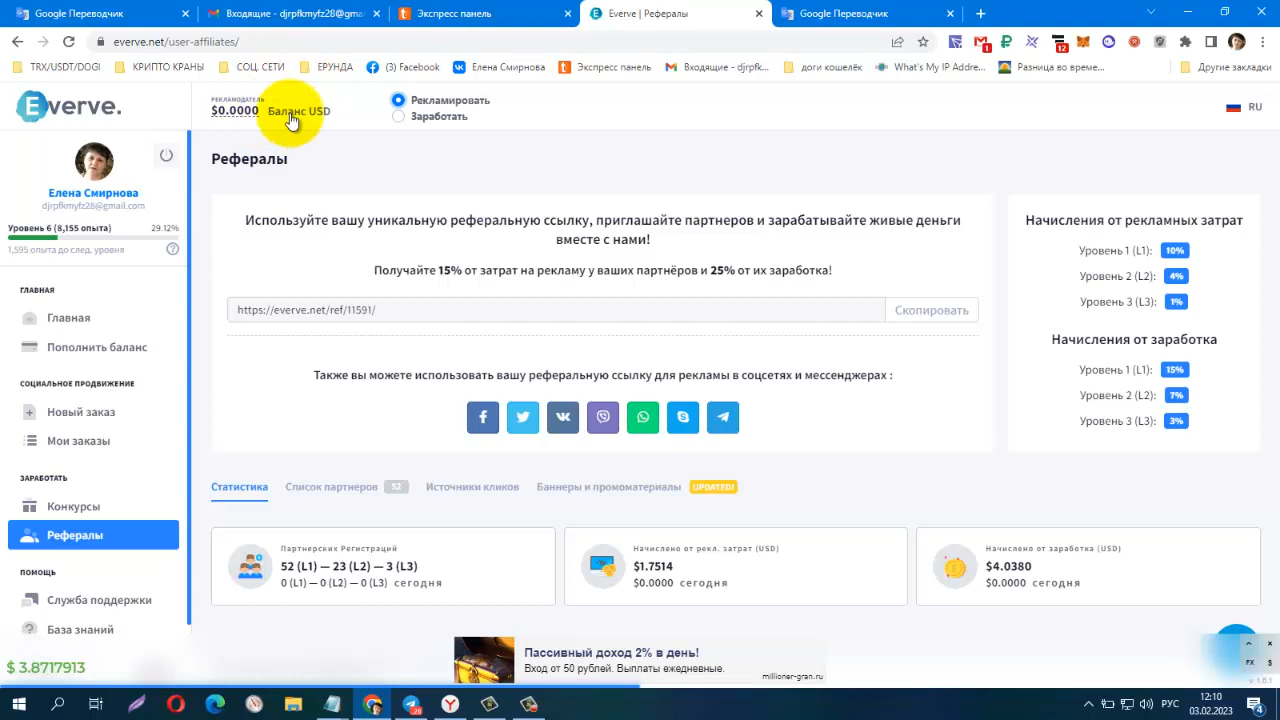 Google Переводчик
Входящие - djrpfkmyfz28@gma
Экспресс панель
Everve | Рефералы
Google Переводчик
everve.net/user-affiliates/
1
12
TRX/USDT/DOGI
КРИПТО КРАНЫ
СОЦ. СЕТИ
ЕРУНДА
(3) Facebook
Елена Смирнова
Экспресс панель
Входящие - djrpfk...
доги кошелёк
What's My IP Addre...
Разница во време...
Другие закладки
Everve.
РЕКЛАМОДАТЕЛЬ
$0.0000
Баланс USD
Рекламировать
Заработать
RU
Елена Смирнова
djrpfkmyfz28@gmail.com
Уровень 6 (8,155 опыта)
29.12%
1,595 опыта до след. уровня
ГЛАВНАЯ
Главная
Пополнить баланс
СОЦИАЛЬНОЕ ПРОДВИЖЕНИЕ
Новый заказ
Мои заказы
ЗАРАБОТАТЬ
Конкурсы
Рефералы
ПОМОЩЬ
Служба поддержки
База знаний
$ 3.8717913
Рефералы
Используйте вашу уникальную реферальную ссылку, приглашайте партнеров и зарабатывайте живые деньги
вместе с нами!
Получайте 15% от затрат на рекламу у ваших партнёров и 25% от их заработка!
https://everve.net/ref/11591/
Скопировать
Также вы можете использовать вашу реферальную ссылку для рекламы в соцсетях и мессенджерах :
Начисления от рекламных затрат
Уровень 1 (L1): 10%
Уровень 2 (L2): 4%
Уровень 3 (L3): 1%
Начисления от заработка
Уровень 1 (L1): 15%
Уровень 2 (L2): 7%
Уровень 3 (L3): 3%
Статистика
Список партнеров 52
Источники кликов
Баннеры и промоматериалы UPDATED!
Партнерских Регистраций
52 (L1) — 23 (L2) — 3 (L3)
0 (L1) — 0 (L2) — 0 (L3) сегодня
Начислено от рекл. затрат (USD)
$1.7514
$0.0000 сегодня
Начислено от заработка (USD)
$4.0380
$0.0000 сегодня
Пассивный доход 2% в день!
Вход от 50 рублей. Выплаты ежедневные.
millioner-gran.ru
FX
$
v. 1.6.1
26
РУС
12:10
03.02.2023
4